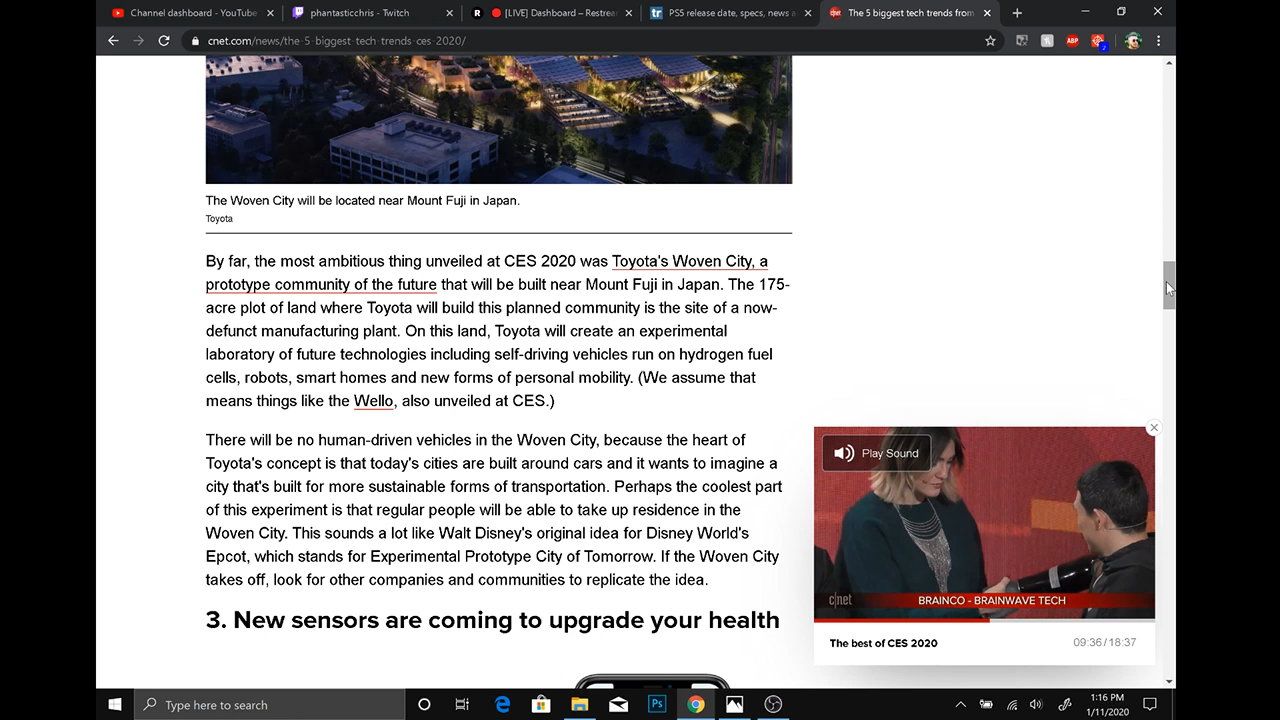 Channel dashboard - YouTube
phantasticchris - Twitch
[LIVE] Dashboard – Restrea
PS5 release date, specs, news a
The 5 biggest tech trends from
cnet.com/news/the-5-biggest-tech-trends-ces-2020/
ABP
2
The Woven City will be located near Mount Fuji in Japan.
Toyota
By far, the most ambitious thing unveiled at CES 2020 was Toyota's Woven City, a
prototype community of the future that will be built near Mount Fuji in Japan. The 175-
acre plot of land where Toyota will build this planned community is the site of a now-
defunct manufacturing plant. On this land, Toyota will create an experimental
laboratory of future technologies including self-driving vehicles run on hydrogen fuel
cells, robots, smart homes and new forms of personal mobility. (We assume that
means things like the Wello, also unveiled at CES.)
There will be no human-driven vehicles in the Woven City, because the heart of
Toyota's concept is that today's cities are built around cars and it wants to imagine a
city that's built for more sustainable forms of transportation. Perhaps the coolest part
of this experiment is that regular people will be able to take up residence in the
Woven City. This sounds a lot like Walt Disney's original idea for Disney World's
Epcot, which stands for Experimental Prototype City of Tomorrow. If the Woven City
takes off, look for other companies and communities to replicate the idea.
3. New sensors are coming to upgrade your health
Play Sound
c|net
BRAINCO - BRAINWAVE TECH
The best of CES 2020
09:36 / 18:37
Type here to search
Ps
1:16 PM
1/11/2020